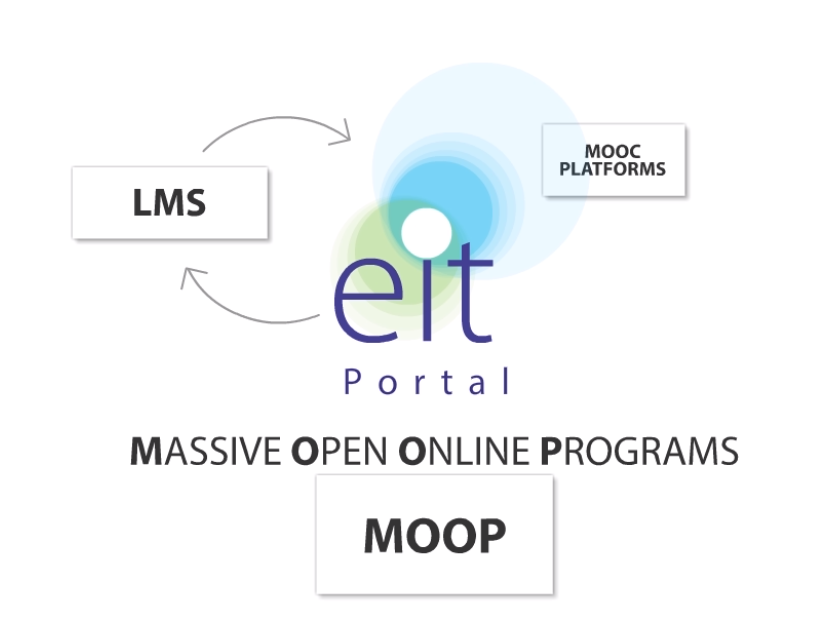 MOOC
PLATFORMS
LMS
eit
Portal
MASSIVE OPEN ONLINE PROGRAMS
MOOP